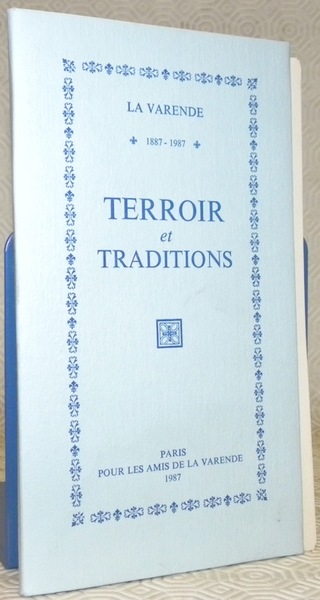 LA VARENDE
1887-1987
TERROIR
et
TRADITIONS
PARIS
POUR LES AMIS DE LA VARENDE
1987